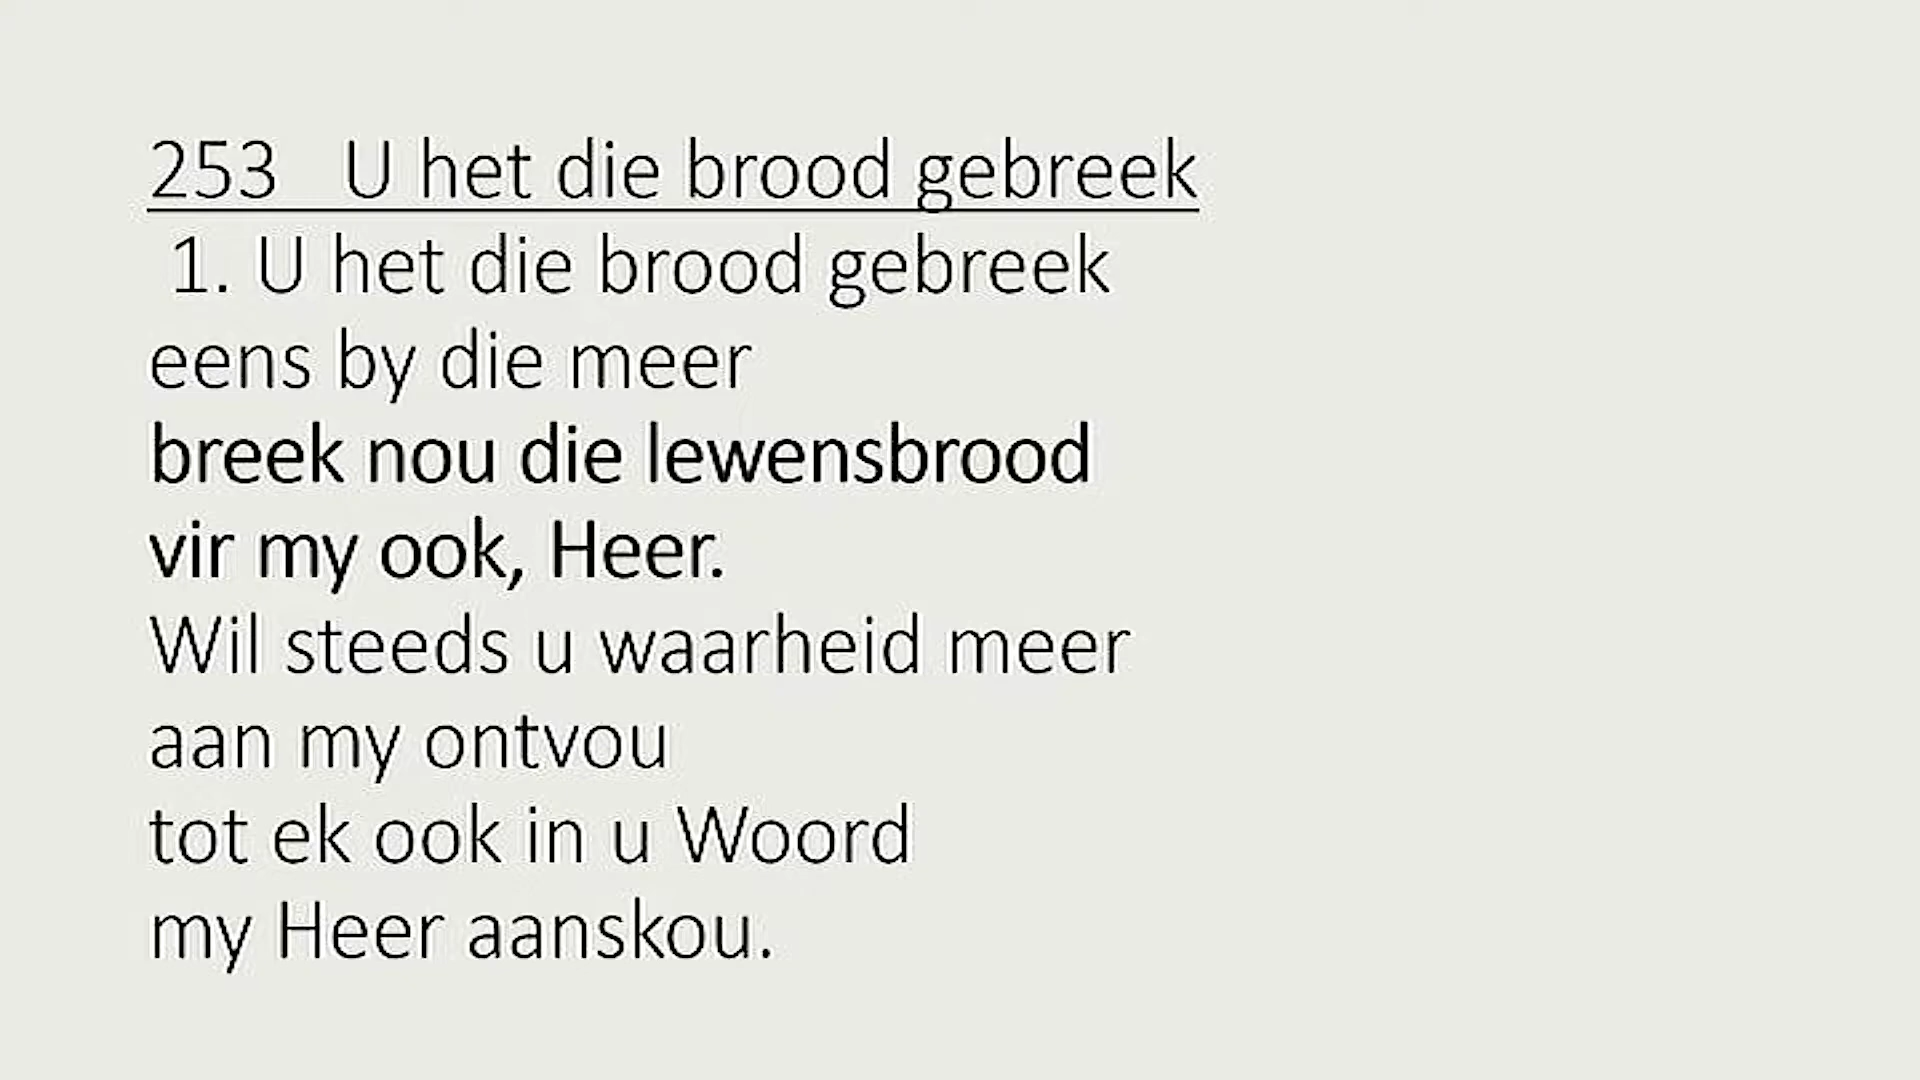 253   U het die brood gebreek
1. U het die brood gebreek
eens by die meer
breek nou die lewensbrood
vir my ook, Heer.
Wil steeds u waarheid meer
aan my ontvou
tot ek ook in u Woord
my Heer aanskou.